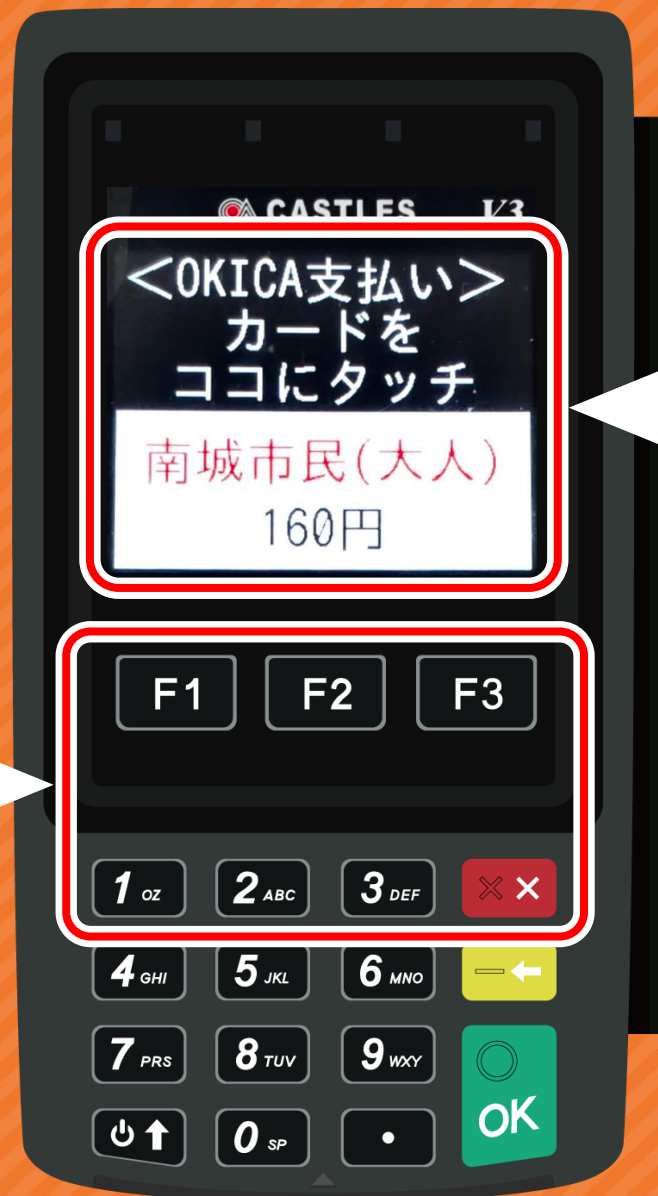 CASTLES V3
<OKICA支払い>
カードを
ココにタッチ
南城市民(大人)
160円
F1 F2 F3
1 OZ 2 ABC 3 DEF
4 GHI 5 JKL 6 MNO
7 PRS 8 TUV 9 WXY
0 SP .
OK